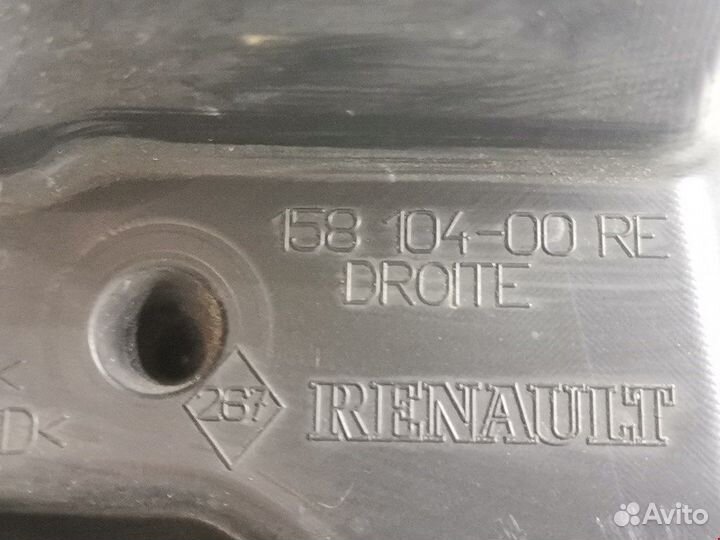 158 104-00 RE
DROITE
<
267
D<
RENAULT
Avito